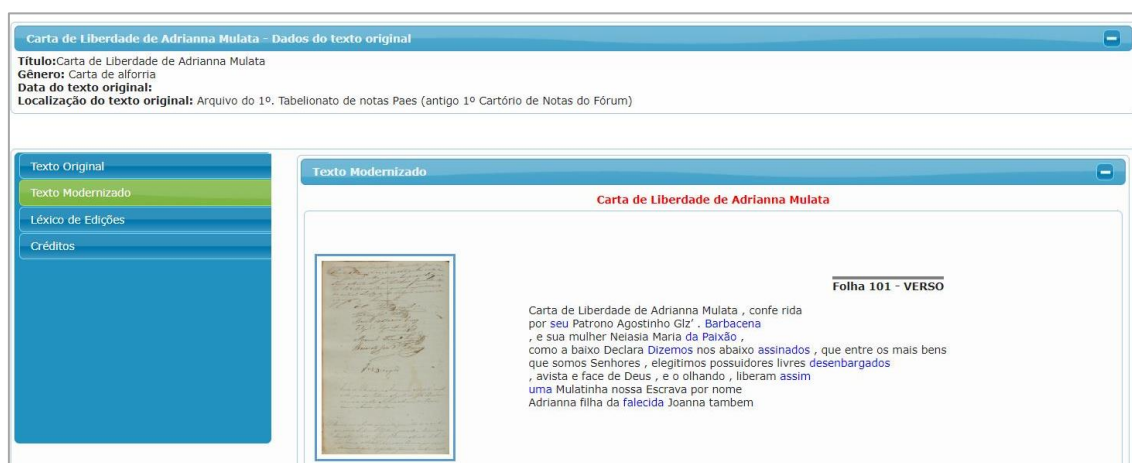 Carta de Liberdade de Adrianna Mulata - Dados do texto original
Título:Carta de Liberdade de Adrianna Mulata
Gênero: Carta de alforria
Data do texto original:
Localização do texto original: Arquivo do 1º. Tabelionato de notas Paes (antigo 1º Cartório de Notas do Fórum)
Texto Original
Texto Modernizado
Léxico de Edições
Créditos
Texto Modernizado
Carta de Liberdade de Adrianna Mulata
Folha 101 - VERSO
Carta de Liberdade de Adrianna Mulata , confe rida
por seu Patrono Agostinho Glz' . Barbacena
, e sua mulher Neiasia Maria da Paixão ,
como a baixo Declara Dizemos nos abaixo assinados , que entre os mais bens
que somos Senhores , elegitimos possuidores livres desenbargados
, avista e face de Deus , e o olhando , liberam assim
uma Mulatinha nossa Escrava por nome
Adrianna filha da falecida Joanna tambem